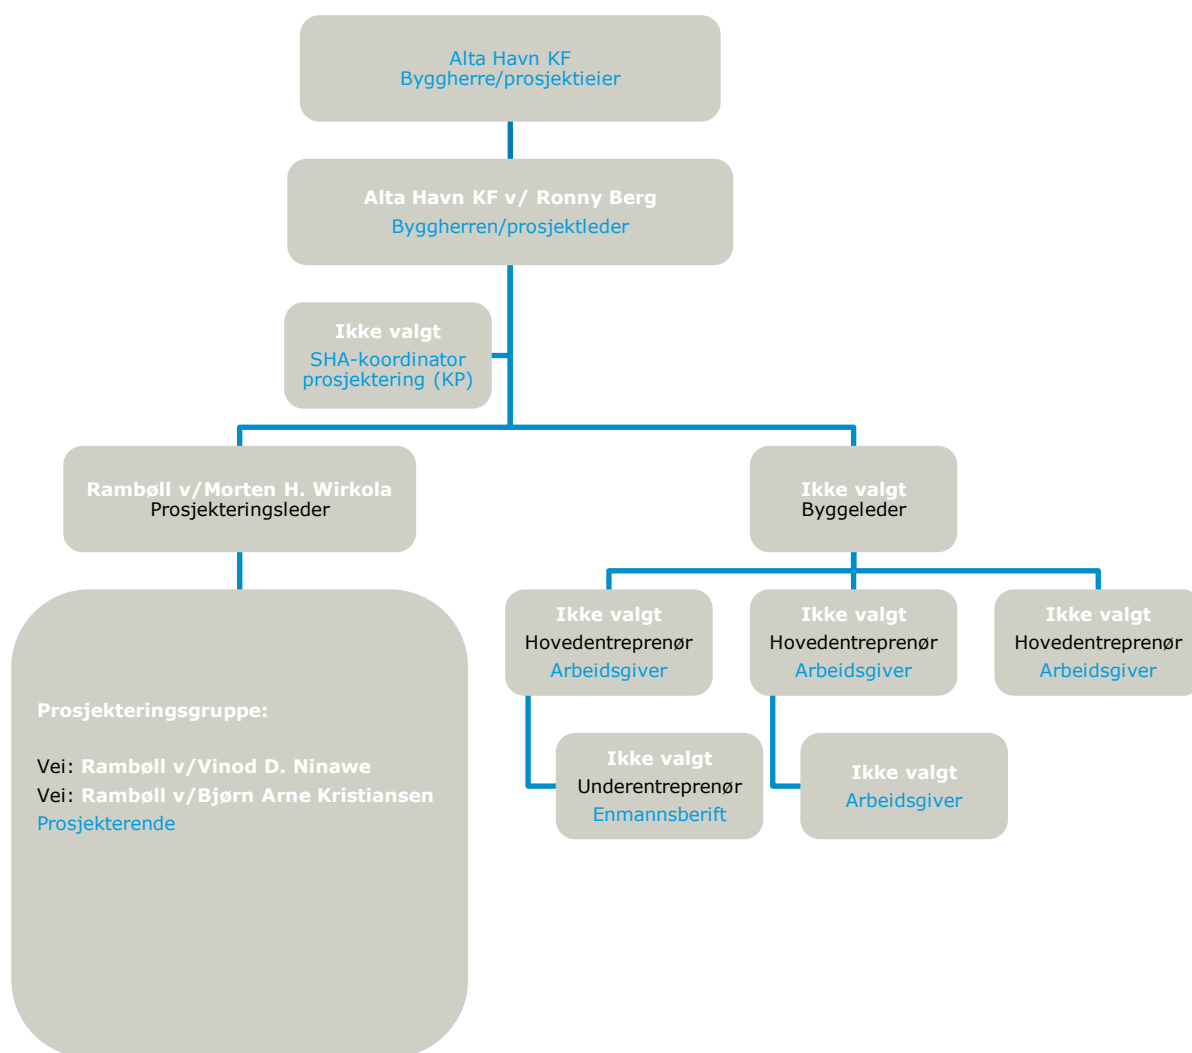 Alta Havn KF
Byggherre/prosjektieier
Alta Havn KF v/ Ronny Berg
Byggherren/prosjektleder
Ikke valgt
SHA-koordinator
prosjektering (KP)
Rambøll v/Morten H. Wirkola
Prosjekteringsleder
Ikke valgt
Byggeleder
Prosjekteringsgruppe:
Vei: Rambøll v/Vinod D. Ninawe
Vei: Rambøll v/Bjørn Arne Kristiansen
Prosjekterende
Ikke valgt
Hovedentreprenør
Arbeidsgiver
Ikke valgt
Hovedentreprenør
Arbeidsgiver
Ikke valgt
Hovedentreprenør
Arbeidsgiver
Ikke valgt
Underentreprenør
Enmannsberift
Ikke valgt
Arbeidsgiver